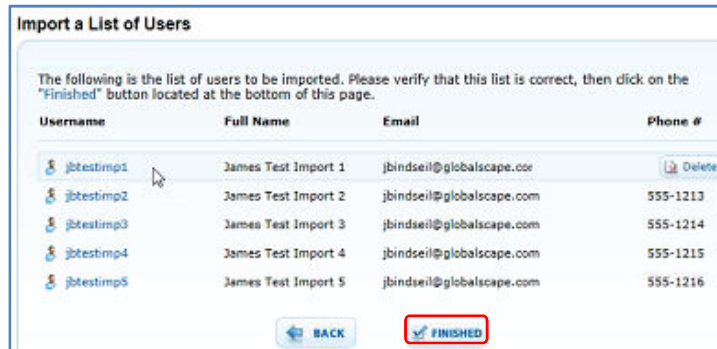 Import a List of Users
The following is the list of users to be imported. Please verify that this list is correct, then click on the
"Finished" button located at the bottom of this page.
Username Full Name Email Phone #
jbtestimp1 James Test Import 1 jbindseil@globalscape.cor Delete
jbtestimp2 James Test Import 2 jbindseil@globalscape.com 555-1213
jbtestimp3 James Test Import 3 jbindseil@globalscape.com 555-1214
jbtestimp4 James Test Import 4 jbindseil@globalscape.com 555-1215
jbtestimp5 James Test Import 5 jbindseil@globalscape.com 555-1216
BACK FINISHED